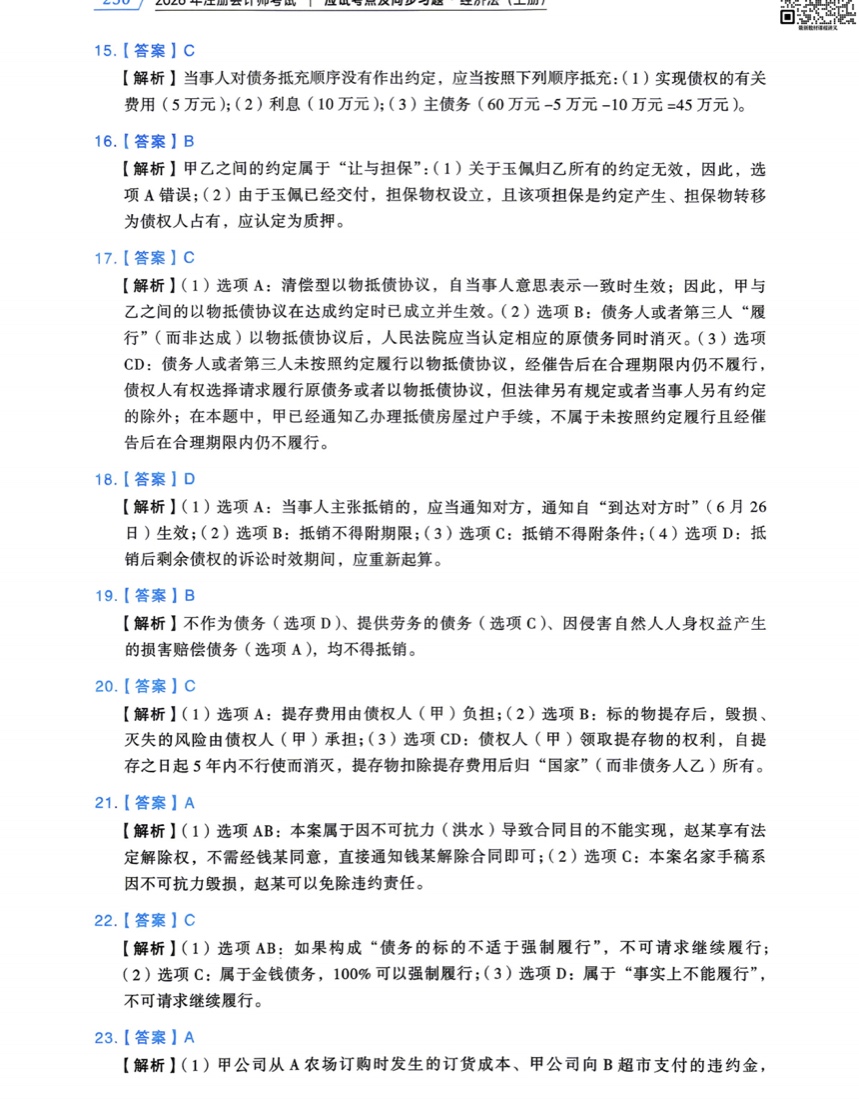 230 2026 年注册会计师考试 | 应试考点及同步习题·经济法（上册）
15.【答案】C
【解析】当事人对债务抵充顺序没有作出约定，应当按照下列顺序抵充：（1）实现债权的有关
费用（5 万元）；（2）利息（10 万元）；（3）主债务（60 万元 –5 万元 –10 万元 =45 万元）。
16.【答案】B
【解析】甲乙之间的约定属于“让与担保”：（1）关于玉佩归乙所有的约定无效，因此，选
项 A 错误；（2）由于玉佩已经交付，担保物权设立，且该项担保是约定产生、担保物转移
为债权人占有，应认定为质押。
17.【答案】C
【解析】（1）选项 A：清偿型以物抵债协议，自当事人意思表示一致时生效；因此，甲与
乙之间的以物抵债协议在达成约定时已成立并生效。（2）选项 B：债务人或者第三人“履
行”（而非达成）以物抵债协议后，人民法院应当认定相应的原债务同时消灭。（3）选项
CD：债务人或者第三人未按照约定履行以物抵债协议，经催告后在合理期限内仍不履行，
债权人有权选择请求履行原债务或者以物抵债协议，但法律另有规定或者当事人另有约定
的除外；在本题中，甲已经通知乙办理抵债房屋过户手续，不属于未按照约定履行且经催
告后在合理期限内仍不履行。
18.【答案】D
【解析】（1）选项 A：当事人主张抵销的，应当通知对方，通知自“到达对方时”（6 月 26
日）生效；（2）选项 B：抵销不得附期限；（3）选项 C：抵销不得附条件；（4）选项 D：抵
销后剩余债权的诉讼时效期间，应重新起算。
19.【答案】B
【解析】不作为债务（选项 D）、提供劳务的债务（选项 C）、因侵害自然人人身权益产生
的损害赔偿债务（选项 A），均不得抵销。
20.【答案】C
【解析】（1）选项 A：提存费用由债权人（甲）负担；（2）选项 B：标的物提存后，毁损、
灭失的风险由债权人（甲）承担；（3）选项 CD：债权人（甲）领取提存物的权利，自提
存之日起 5 年内不行使而消灭，提存物扣除提存费用后归“国家”（而非债务人乙）所有。
21.【答案】A
【解析】（1）选项 AB：本案属于因不可抗力（洪水）导致合同目的不能实现，赵某享有法
定解除权，不需经钱某同意，直接通知钱某解除合同即可；（2）选项 C：本案名家手稿系
因不可抗力毁损，赵某可以免除违约责任。
22.【答案】C
【解析】（1）选项 AB：如果构成“债务的标的不适于强制履行”，不可请求继续履行；
（2）选项 C：属于金钱债务，100% 可以强制履行；（3）选项 D：属于“事实上不能履行”，
不可请求继续履行。
23.【答案】A
【解析】（1）甲公司从 A 农场订购时发生的订货成本、甲公司向 B 超市支付的违约金，